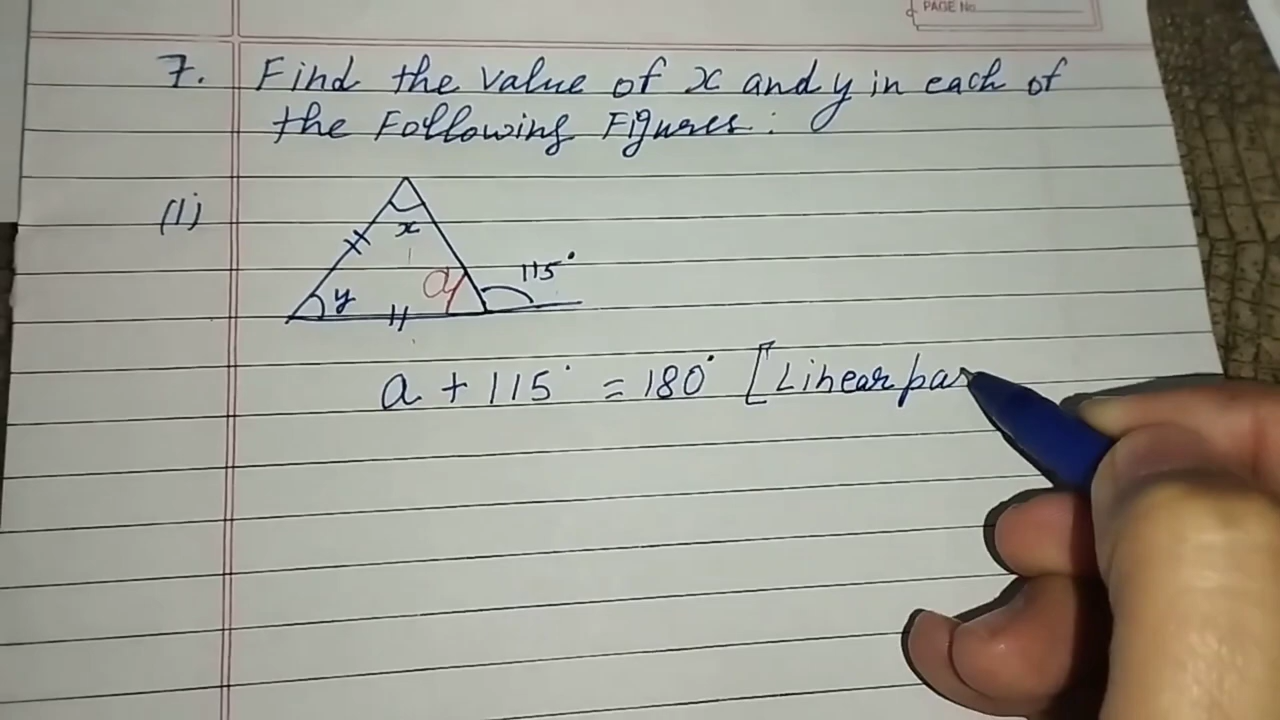 PAGE No
7. Find the value of x and y in each of
the Following Figures:
(i)
x
115°
a
y
a + 115° = 180° [Linear pa